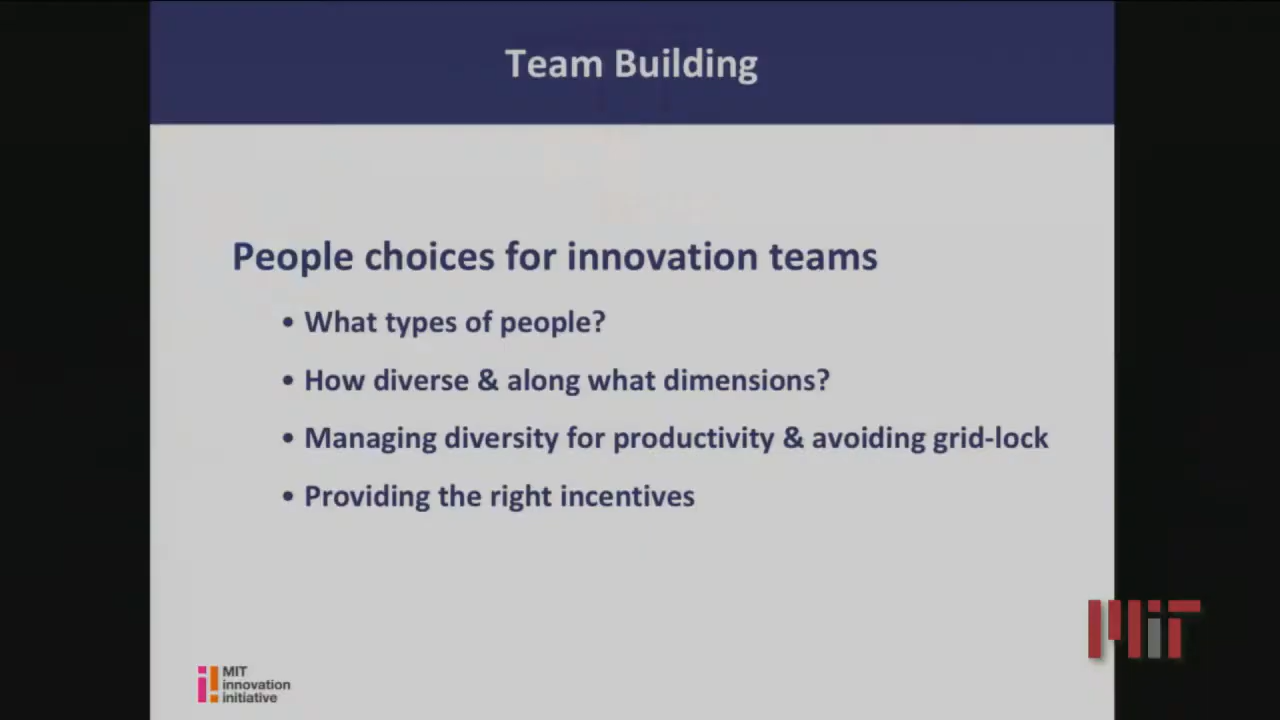 Team Building
People choices for innovation teams
• What types of people?
• How diverse & along what dimensions?
• Managing diversity for productivity & avoiding grid-lock
• Providing the right incentives
MIT
innovation
initiative
MIT